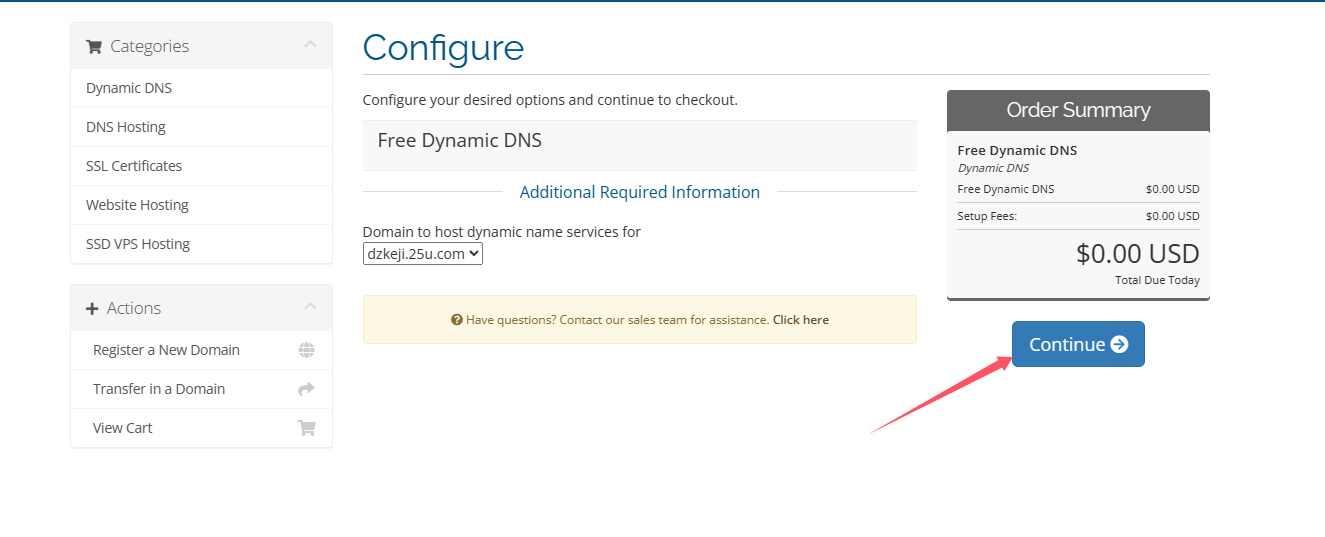 Categories
Dynamic DNS
DNS Hosting
SSL Certificates
Website Hosting
SSD VPS Hosting
Actions
Register a New Domain
Transfer in a Domain
View Cart
Configure
Configure your desired options and continue to checkout.
Free Dynamic DNS
Additional Required Information
Domain to host dynamic name services for
dzkeji.25u.com
Have questions? Contact our sales team for assistance. Click here
Order Summary
Free Dynamic DNS
Dynamic DNS
Free Dynamic DNS $0.00 USD
Setup Fees: $0.00 USD
$0.00 USD
Total Due Today
Continue